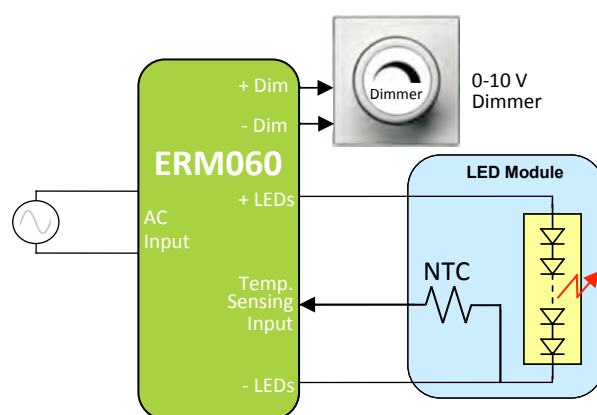 + Dim
- Dim
Dimmer
0-10 V
Dimmer
ERM060
+ LEDs
AC
Input
Temp.
Sensing
Input
- LEDs
LED Module
NTC